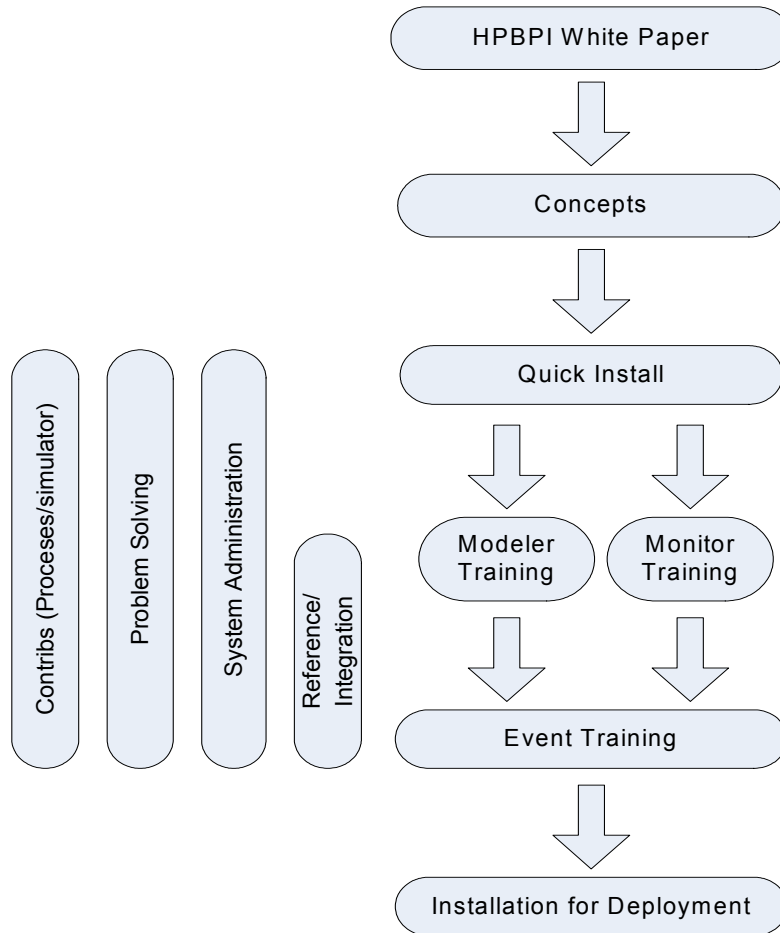 HPBPI White Paper
Concepts
Quick Install
Contribs (Proceses/simulator)
Problem Solving
System Administration
Reference/
Integration
Modeler
Training
Monitor
Training
Event Training
Installation for Deployment